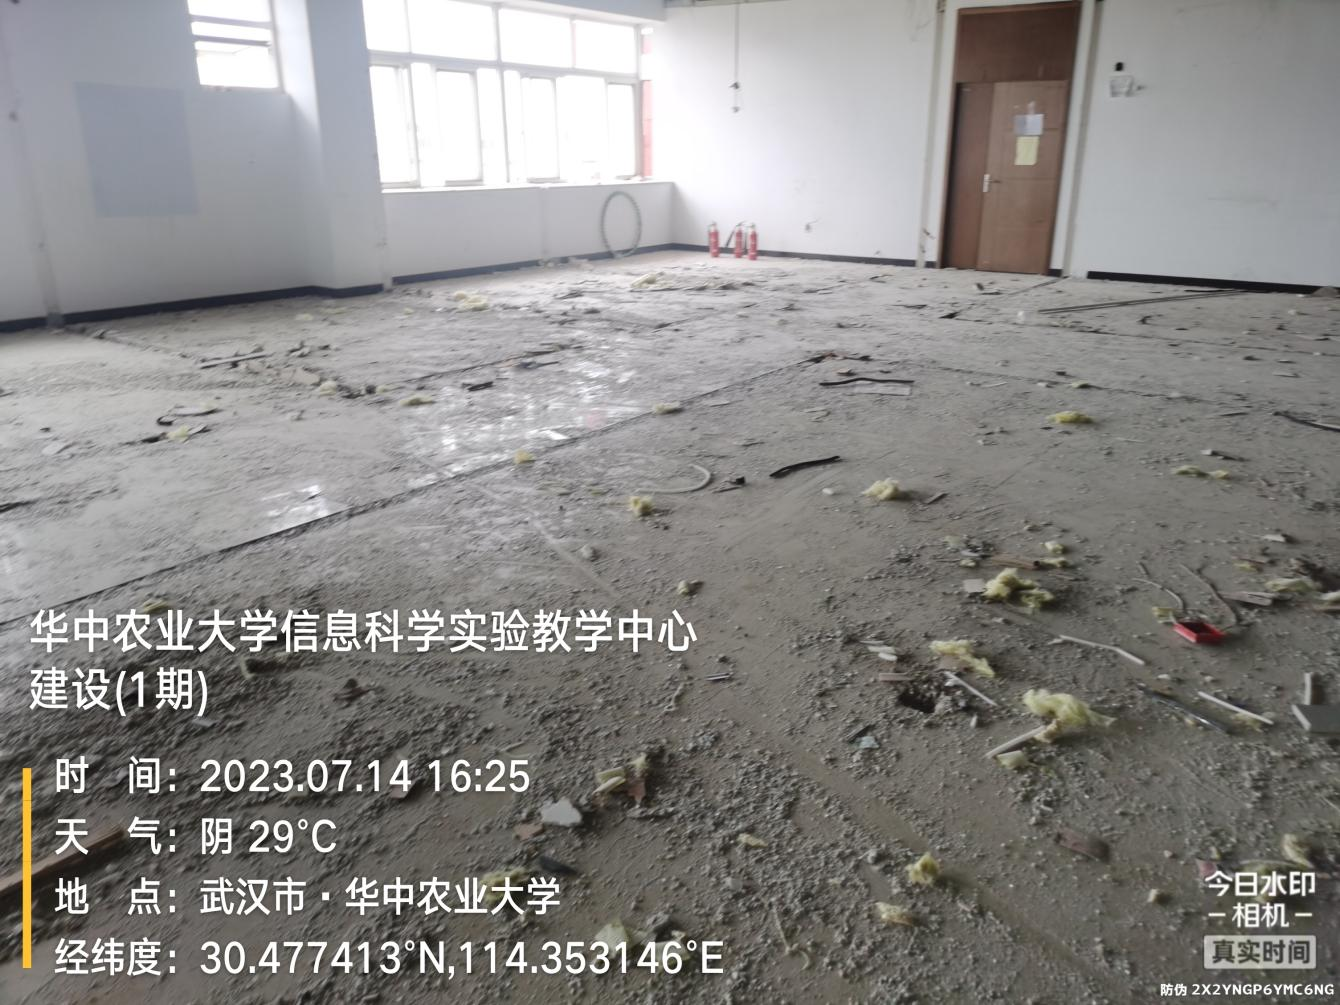 华中农业大学信息科学实验教学中心
建设(1期)
时 间：2023.07.14 16:25
天 气：阴 29°C
地 点：武汉市·华中农业大学
经纬度：30.477413°N,114.353146°E
今日水印
-相机-
真实时间
防伪 2X2YNGP6YMC6NG